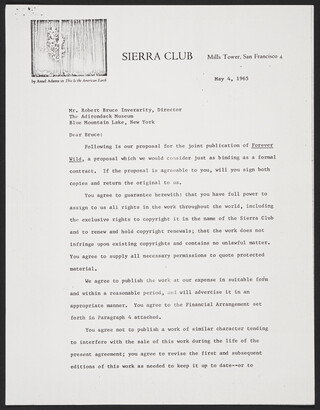 SIERRA CLUB Mills Tower, San Francisco 4
by Ansel Adams in This Is the American Earth
May 4, 1965
Mr. Robert Bruce Inverarity, Director
The Adirondack Museum
Blue Mountain Lake, New York
Dear Bruce:
Following is our proposal for the joint publication of Forever
Wild, a proposal which we would consider just as binding as a formal
contract. If the proposal is agreeable to you, will you sign both
copies and return the original to us.
You agree to guarantee herewith: that you have full power to
assign to us all rights in the work throughout the world, including
the exclusive rights to copyright it in the name of the Sierra Club
and to renew and hold copyright renewals; that the work does not
infringe upon existing copyrights and contains no unlawful matter.
You agree to supply all necessary permissions to quote protected
material.
We agree to publish the work at our expense in suitable form
and within a reasonable period, and will advertise it in an
appropriate manner. You agree to the Financial Arrangement set
forth in Paragraph 6 attached.
You agree not to publish a work of similar character tending
to interfere with the sale of this work during the life of the
present agreement; you agree to revise the first and subsequent
editions of this work as needed to keep it up to date--or to